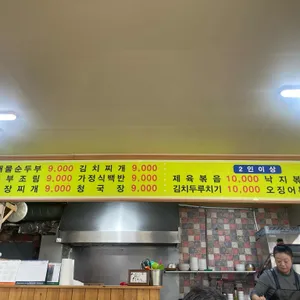 물순두부 9,000 김치찌개 9,000 2인이상
부조림 9,000 가정식백반 9,000 제육볶음 10,000 낙지볶
장찌개 9,000 청국장 9,000 김치두루치기 10,000 오징어